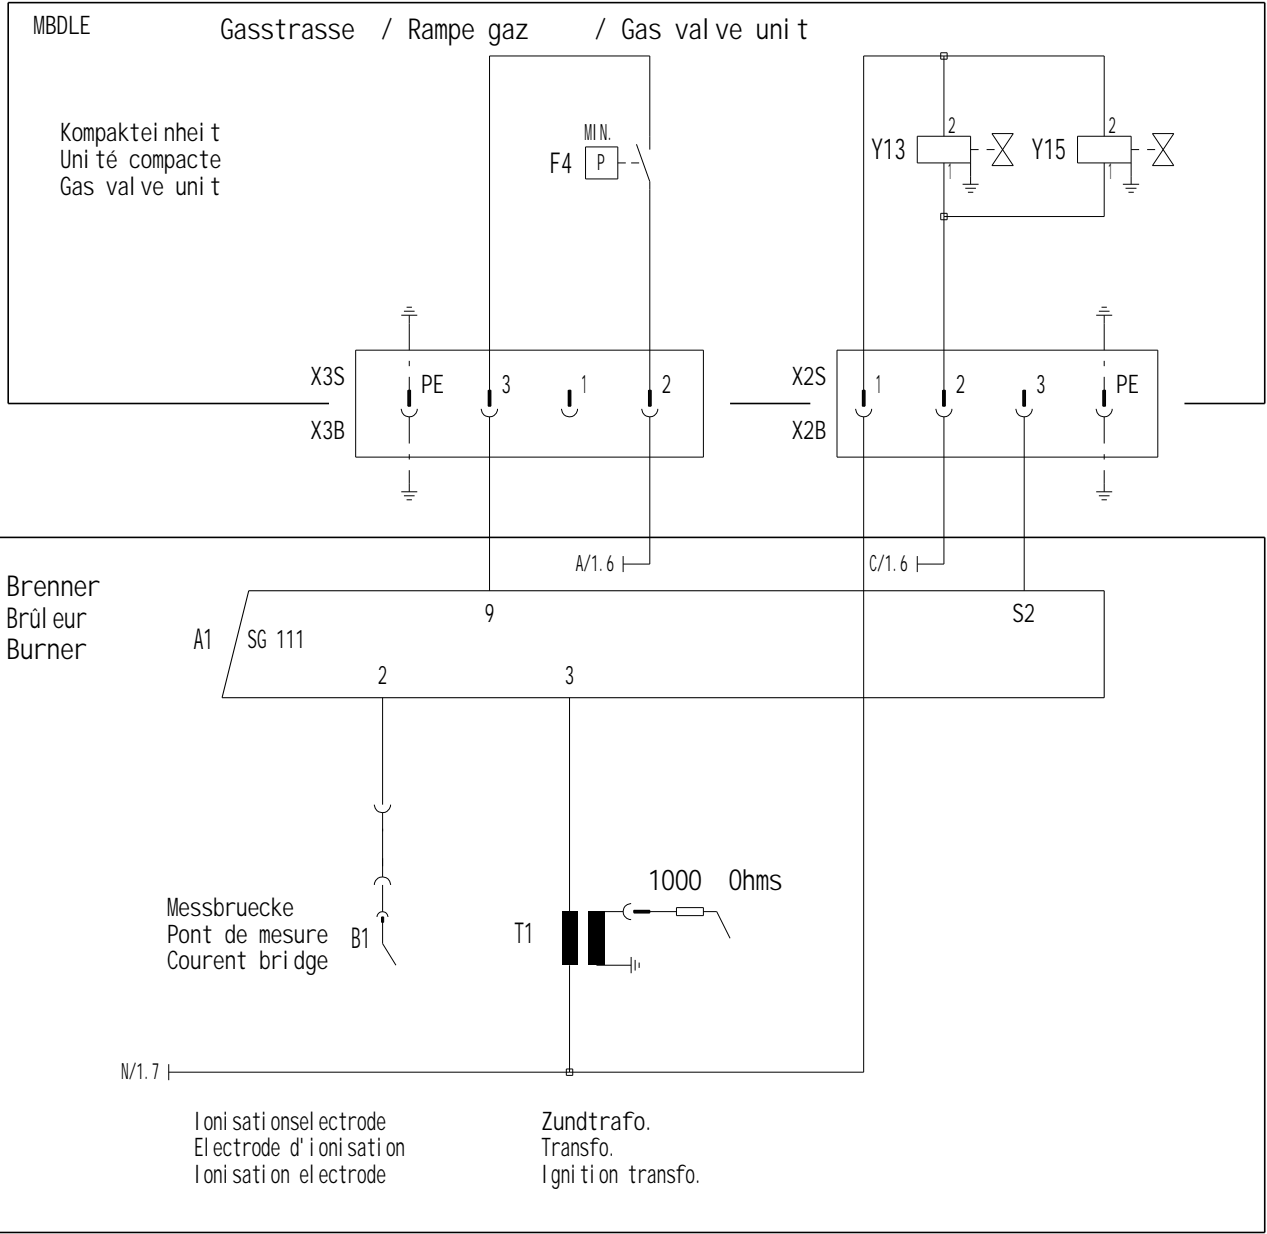 MBDLE
Gasstrasse / Rampe gaz / Gas valve unit
Kompakteinheit
Unité compacte
Gas valve unit
MIN.
F4 P
Y13 2 1
Y15 2 1
X3S PE 3 1 2
X3B
X2S 1 2 3 PE
X2B
A/1.6
C/1.6
Brenner
Brûleur
Burner
A1 SG 111
9 S2
2 3
1000 Ohms
Messbruecke
Pont de mesure
Courent bridge
B1
T1
N/1.7
Ionisationselectrode
Electrode d'ionisation
Ionisation electrode
Zundtrafo.
Transfo.
Ignition transfo.